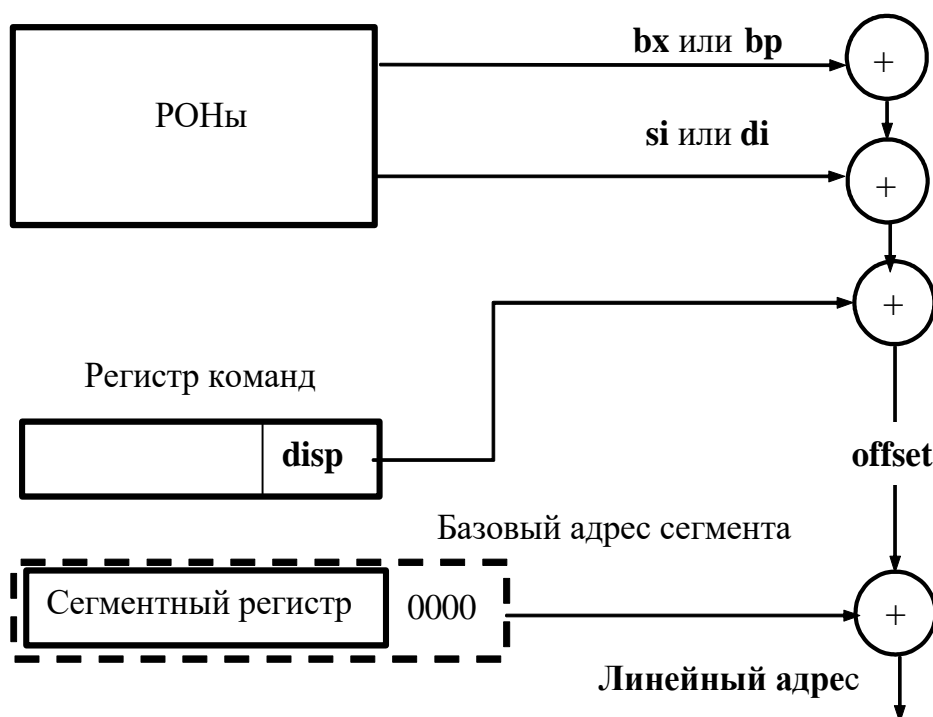 bx или bp
+
РОНы
si или di
+
+
Регистр команд
disp
offset
Базовый адрес сегмента
Сегментный регистр 0000
+
Линейный адрес